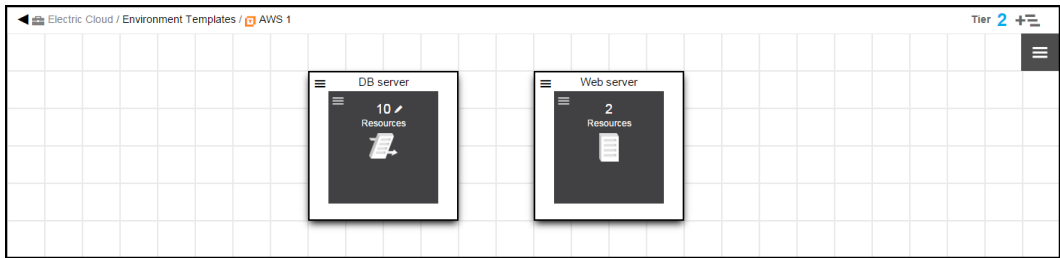 Electric Cloud / Environment Templates / AWS 1
Tier 2
DB server
10
Resources
Web server
2
Resources